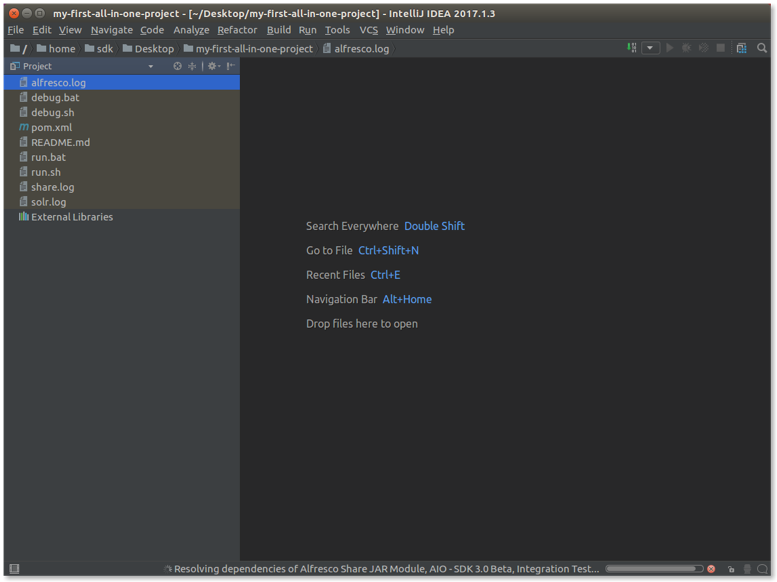 my-first-all-in-one-project - [~/Desktop/my-first-all-in-one-project] - IntelliJ IDEA 2017.1.3
File Edit View Navigate Code Analyze Refactor Build Run Tools VCS Window Help
/ home sdk Desktop my-first-all-in-one-project alfresco.log
Project
alfresco.log
debug.bat
debug.sh
pom.xml
README.md
run.bat
run.sh
share.log
solr.log
External Libraries
Search Everywhere Double Shift
Go to File Ctrl+Shift+N
Recent Files Ctrl+E
Navigation Bar Alt+Home
Drop files here to open
Resolving dependencies of Alfresco Share JAR Module, AIO - SDK 3.0 Beta, Integration Test...